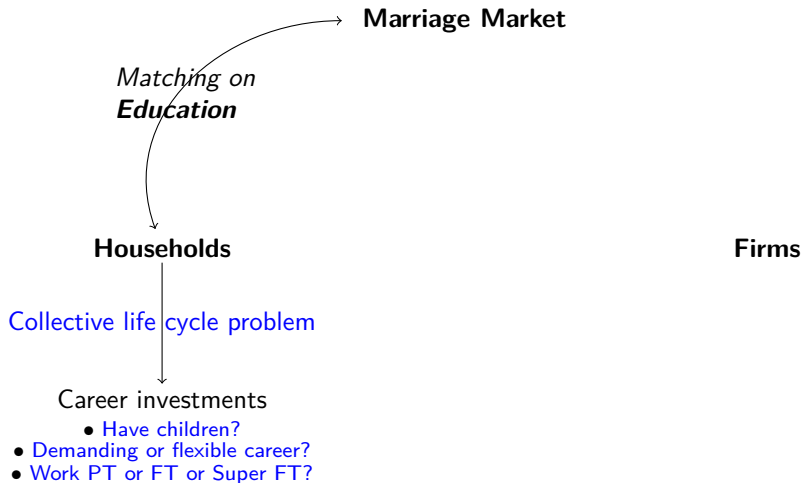 Marriage Market
Matching on
Education
Households
Firms
Collective life cycle problem
Career investments
• Have children?
• Demanding or flexible career?
• Work PT or FT or Super FT?